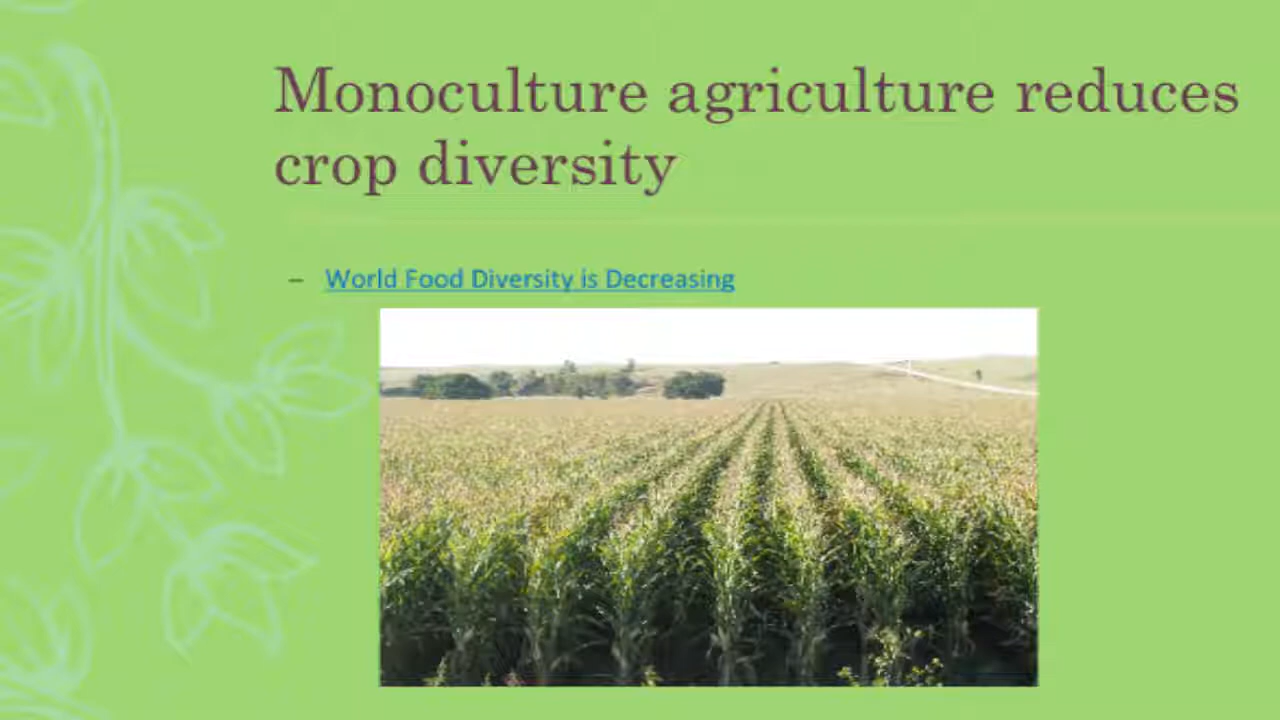 Monoculture agriculture reduces
crop diversity
– World Food Diversity is Decreasing